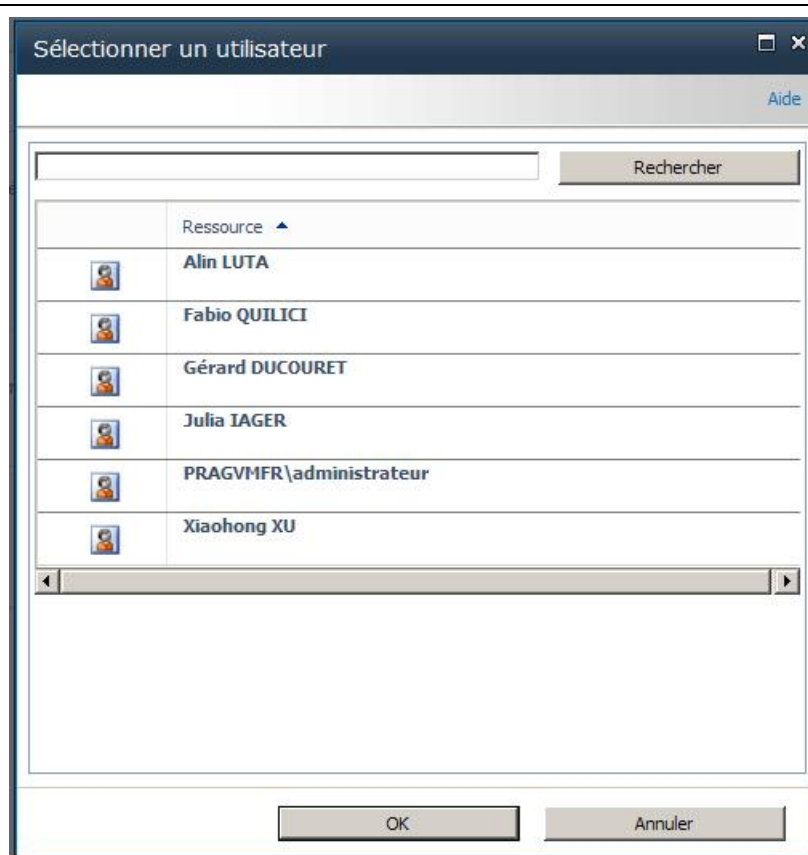 Sélectionner un utilisateur
Aide
Rechercher
Ressource
Alin LUTA
Fabio QUILICI
Gérard DUCOURET
Julia IAGER
PRAGVMFR\administrateur
Xiaohong XU
OK
Annuler